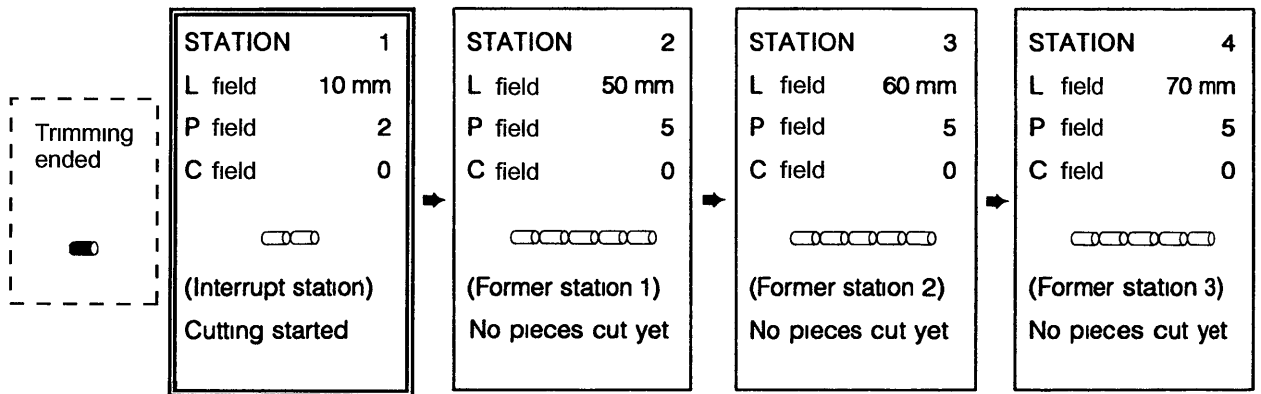 Trimming
ended
STATION 1
L field 10 mm
P field 2
C field 0
(Interrupt station)
Cutting started
STATION 2
L field 50 mm
P field 5
C field 0
(Former station 1)
No pieces cut yet
STATION 3
L field 60 mm
P field 5
C field 0
(Former station 2)
No pieces cut yet
STATION 4
L field 70 mm
P field 5
C field 0
(Former station 3)
No pieces cut yet